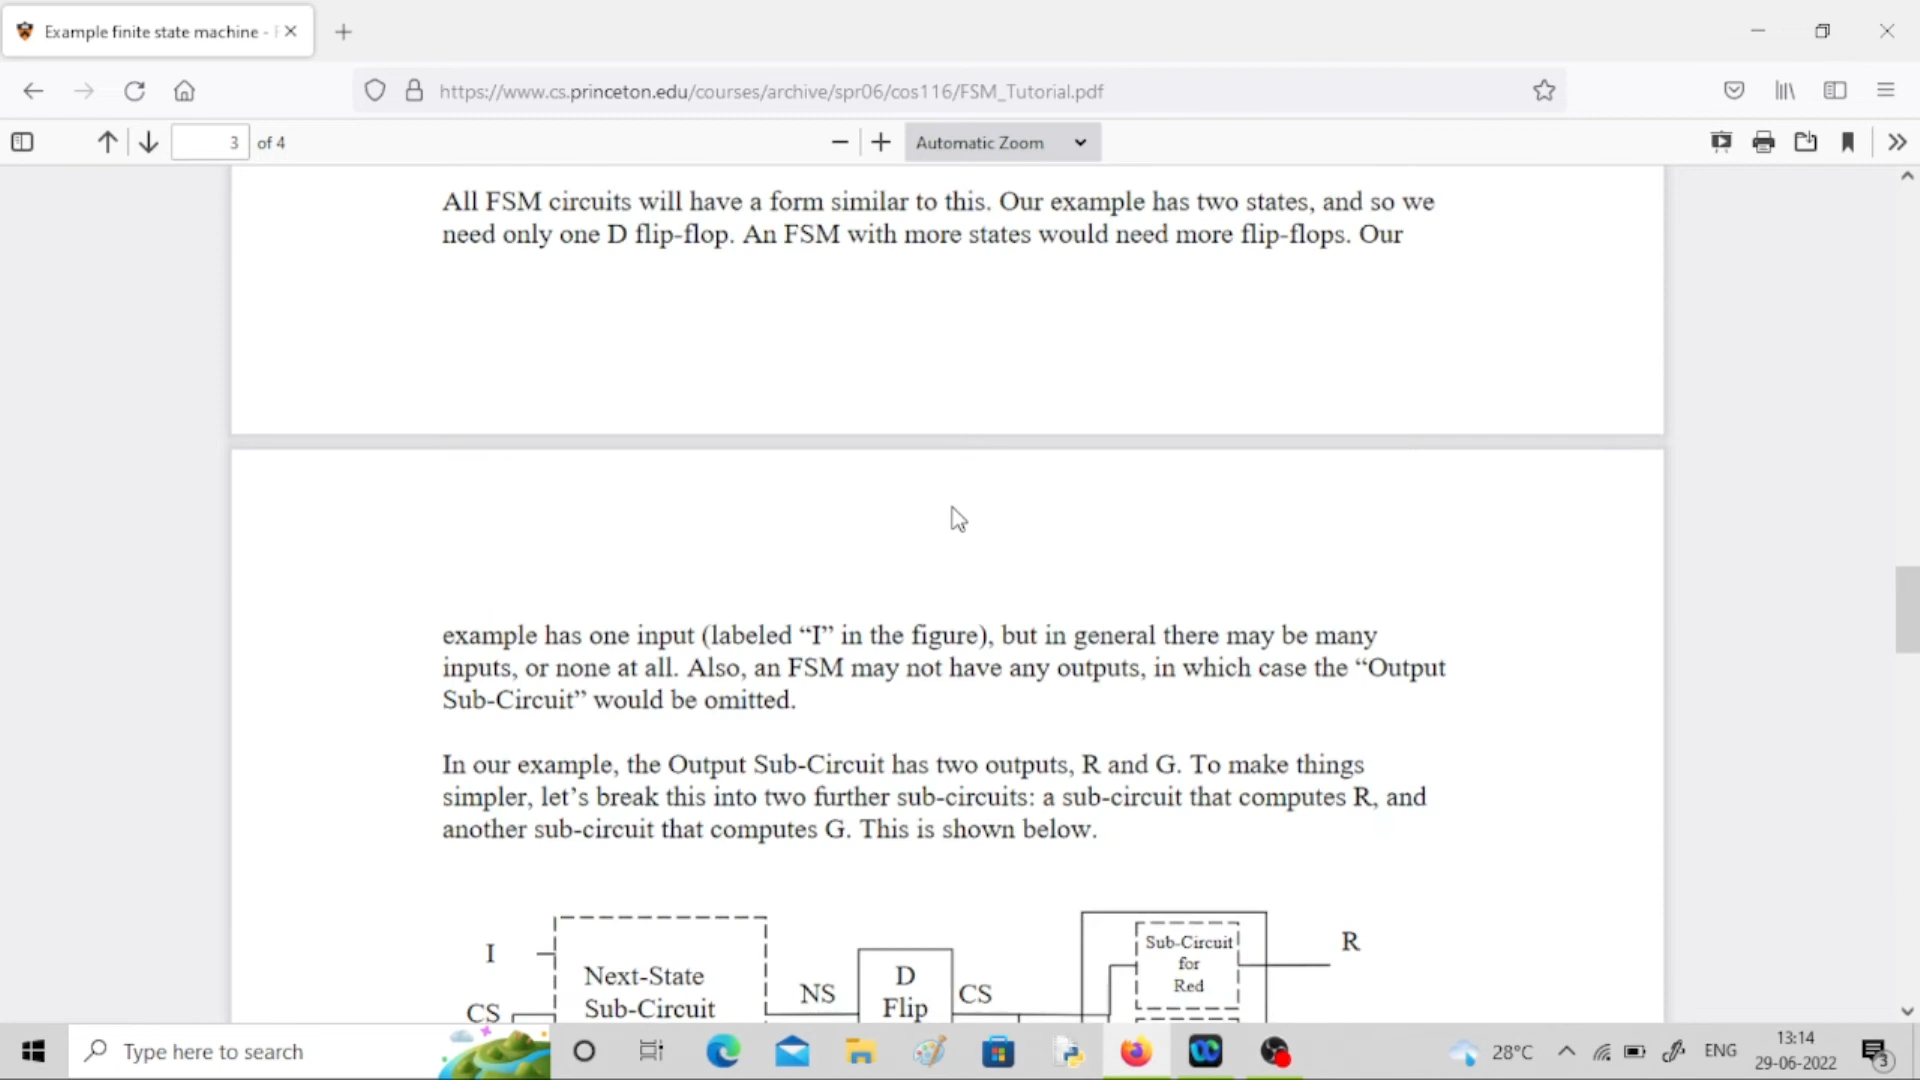 Example finite state machine -
https://www.cs.princeton.edu/courses/archive/spr06/cos116/FSM_Tutorial.pdf
3 of 4
Automatic Zoom
All FSM circuits will have a form similar to this. Our example has two states, and so we
need only one D flip-flop. An FSM with more states would need more flip-flops. Our
example has one input (labeled “I” in the figure), but in general there may be many
inputs, or none at all. Also, an FSM may not have any outputs, in which case the “Output
Sub-Circuit” would be omitted.
In our example, the Output Sub-Circuit has two outputs, R and G. To make things
simpler, let’s break this into two further sub-circuits: a sub-circuit that computes R, and
another sub-circuit that computes G. This is shown below.
I
CS
Next-State
Sub-Circuit
NS
D
Flip
CS
Sub-Circuit
for
Red
R
Type here to search
28°C
ENG
13:14
29-06-2022
3